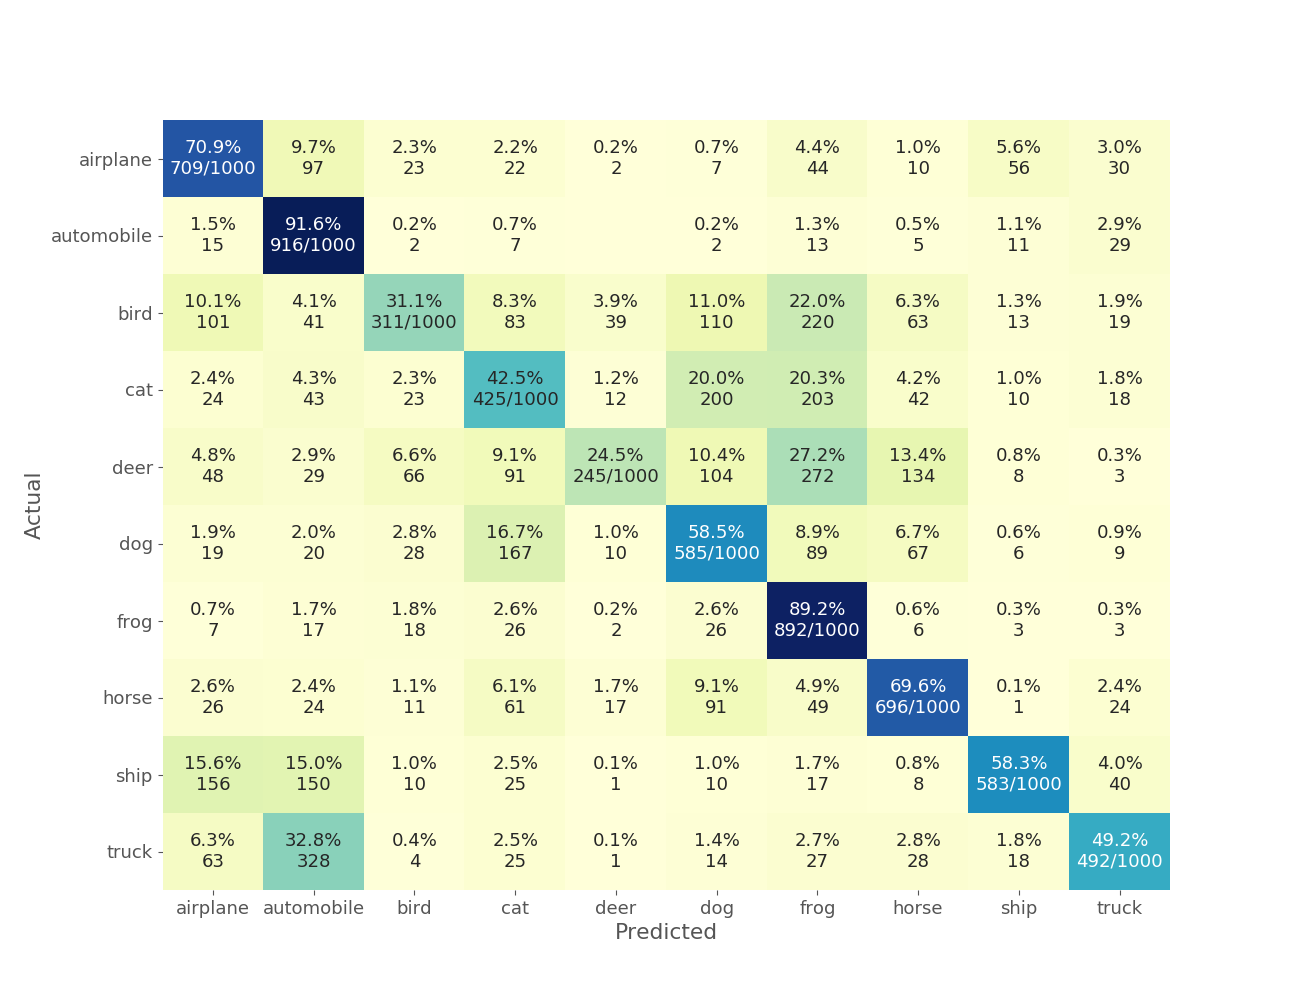 airplane 70.9% 9.7% 2.3% 2.2% 0.2% 0.7% 4.4% 1.0% 5.6% 3.0%
709/1000 97 23 22 2 7 44 10 56 30
automobile 1.5% 91.6% 0.2% 0.7% 0.2% 1.3% 0.5% 1.1% 2.9%
15 916/1000 2 7 2 13 5 11 29
bird 10.1% 4.1% 31.1% 8.3% 3.9% 11.0% 22.0% 6.3% 1.3% 1.9%
101 41 311/1000 83 39 110 220 63 13 19
cat 2.4% 4.3% 2.3% 42.5% 1.2% 20.0% 20.3% 4.2% 1.0% 1.8%
24 43 23 425/1000 12 200 203 42 10 18
deer 4.8% 2.9% 6.6% 9.1% 24.5% 10.4% 27.2% 13.4% 0.8% 0.3%
48 29 66 91 245/1000 104 272 134 8 3
Actual
dog 1.9% 2.0% 2.8% 16.7% 1.0% 58.5% 8.9% 6.7% 0.6% 0.9%
19 20 28 167 10 585/1000 89 67 6 9
frog 0.7% 1.7% 1.8% 2.6% 0.2% 2.6% 89.2% 0.6% 0.3% 0.3%
7 17 18 26 2 26 892/1000 6 3 3
horse 2.6% 2.4% 1.1% 6.1% 1.7% 9.1% 4.9% 69.6% 0.1% 2.4%
26 24 11 61 17 91 49 696/1000 1 24
ship 15.6% 15.0% 1.0% 2.5% 0.1% 1.0% 1.7% 0.8% 58.3% 4.0%
156 150 10 25 1 10 17 8 583/1000 40
truck 6.3% 32.8% 0.4% 2.5% 0.1% 1.4% 2.7% 2.8% 1.8% 49.2%
63 328 4 25 1 14 27 28 18 492/1000
airplane automobile bird cat deer dog frog horse ship truck
Predicted